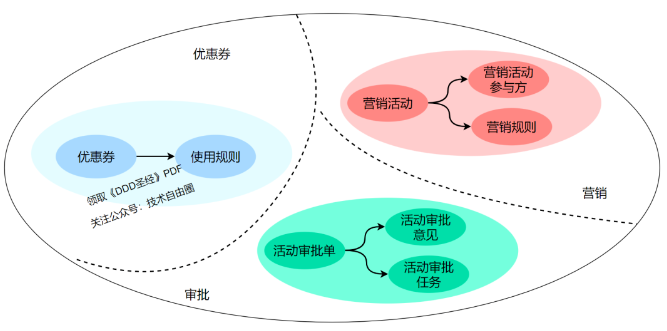 优惠券
营销活动
营销活动
参与方
营销规则
优惠券
使用规则
领取《DDD圣经》PDF
关注公众号：技术自由圈
营销
活动审批单
活动审批
意见
活动审批
任务
审批